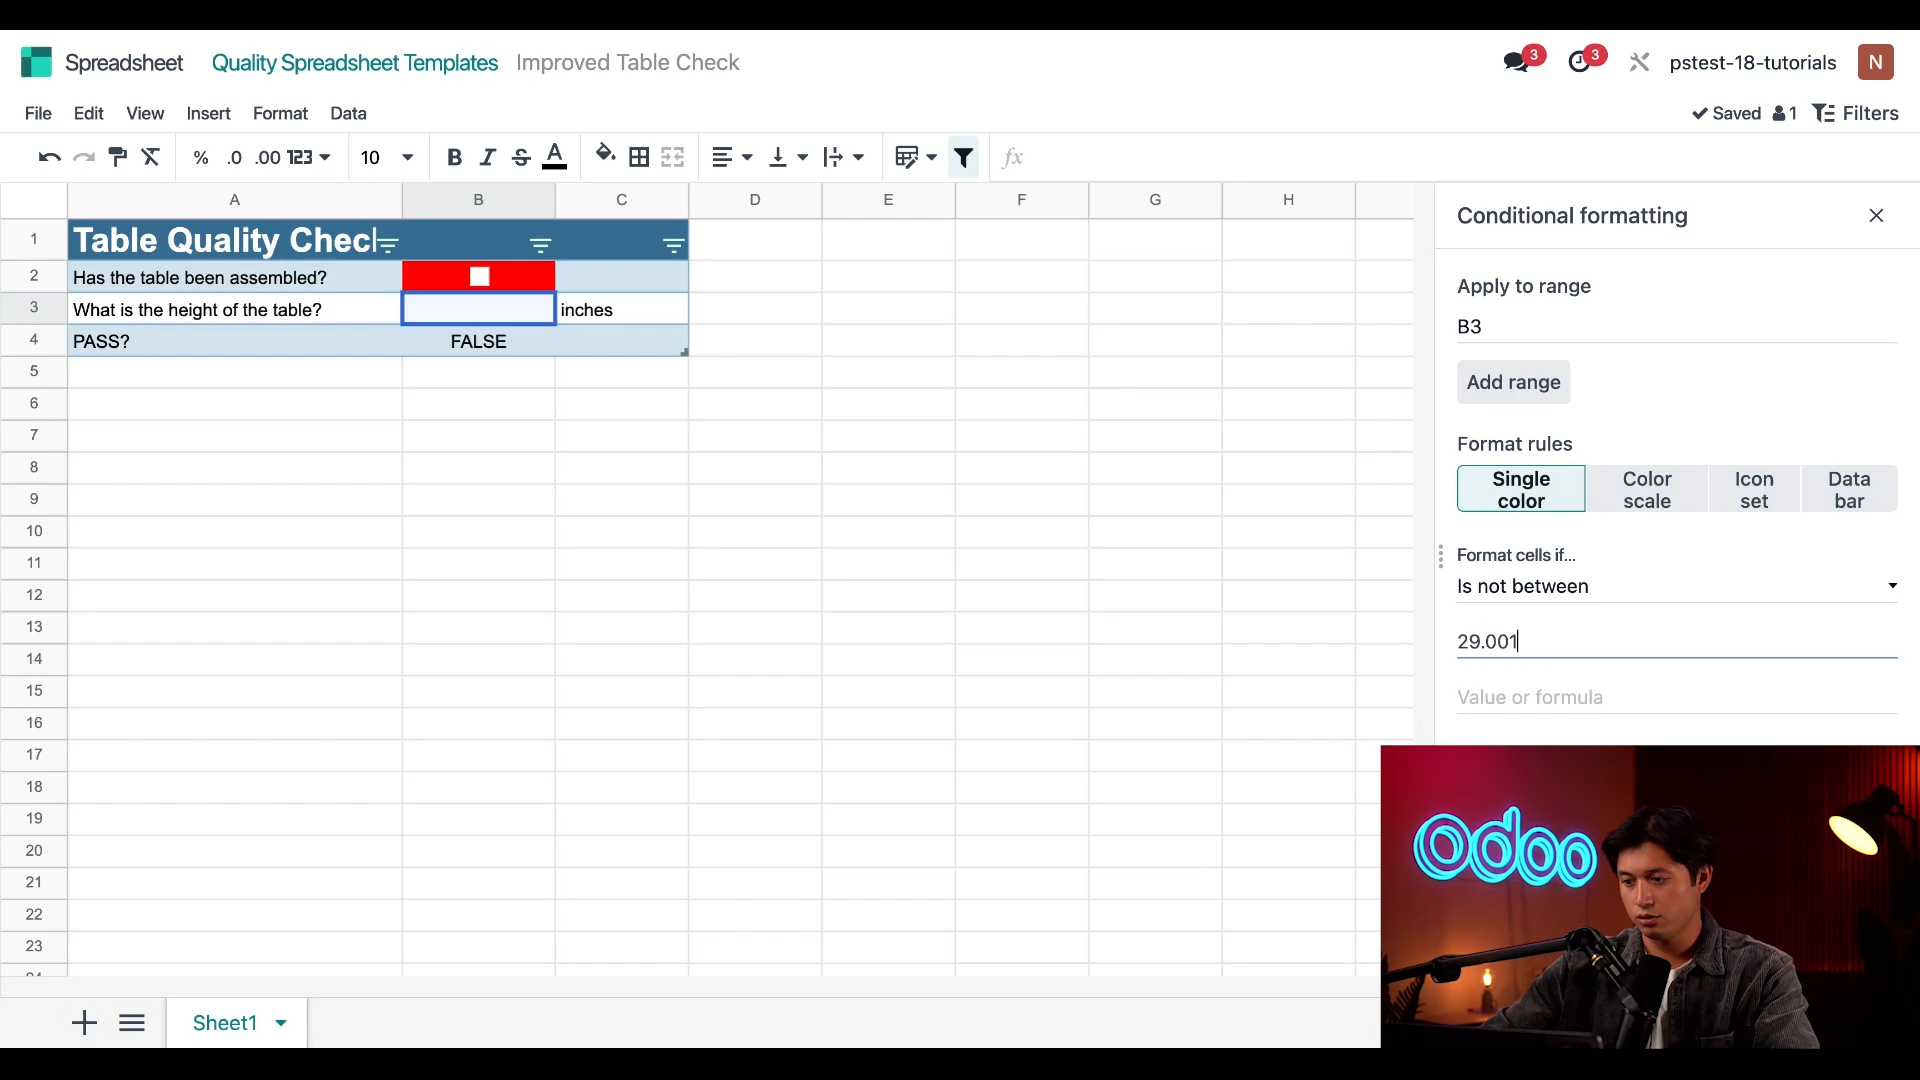 Spreadsheet Quality Spreadsheet Templates Improved Table Check 3 3 pstest-18-tutorials N
File Edit View Insert Format Data Saved 1 Filters
% .0 .00 123 10 B I S A fx
A B C D E F G H
1 Table Quality Chec
2 Has the table been assembled?
3 What is the height of the table? inches
4 PASS? FALSE
5
6
7
8
9
10
11
12
13
14
15
16
17
18
19
20
21
22
23
Sheet1
Conditional formatting
Apply to range
B3
Add range
Format rules
Single color Color scale Icon set Data bar
Format cells if...
Is not between
29.001
Value or formula
odoo